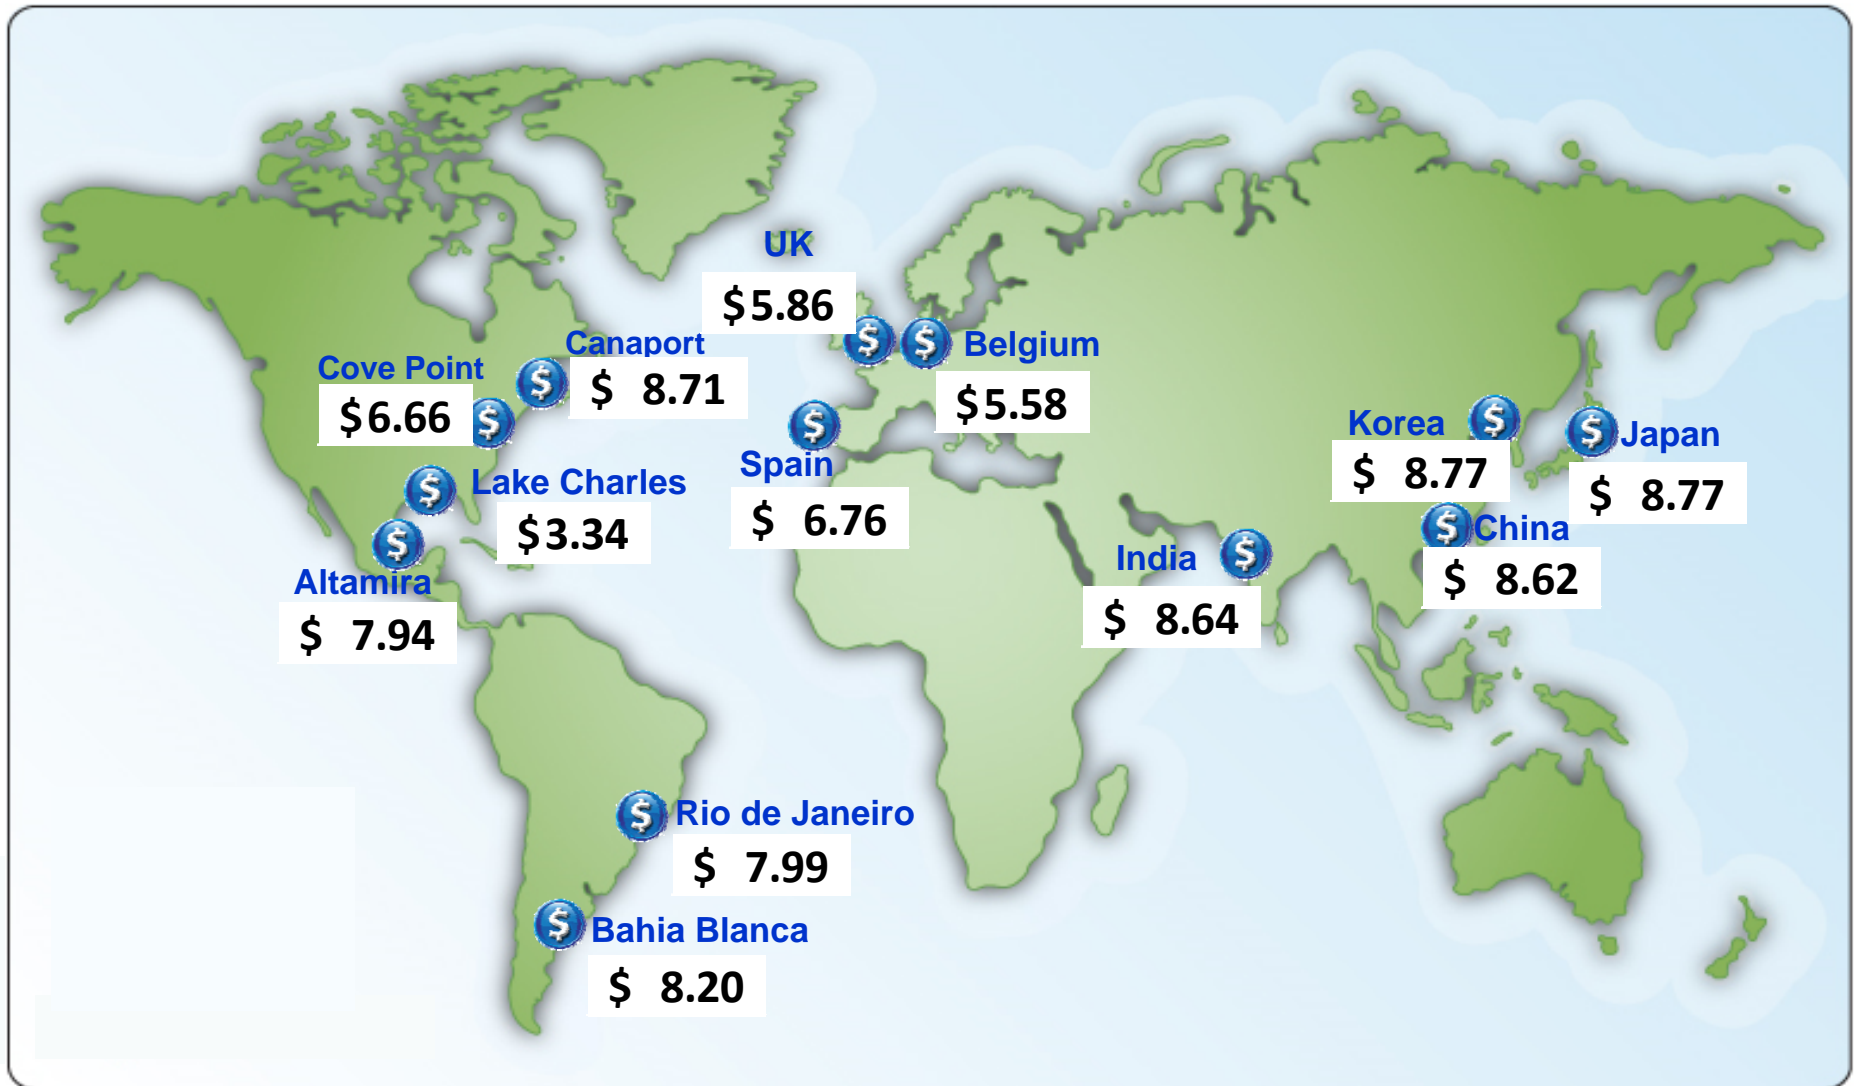 UK
$5.86
Canaport
$ 8.71
Cove Point
$6.66
Belgium
$5.58
Korea
$ 8.77
Japan
$ 8.77
Spain
$ 6.76
Lake Charles
$3.34
China
$ 8.62
India
$ 8.64
Altamira
$ 7.94
Rio de Janeiro
$ 7.99
Bahia Blanca
$ 8.20